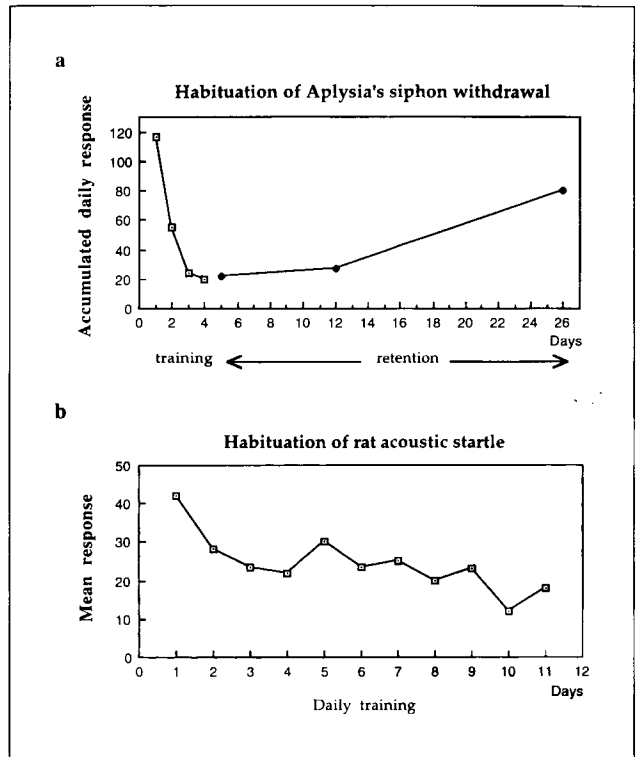 a
Habituation of Aplysia's siphon withdrawal
Accumulated daily response
120
100
80
60
40
20
0
0 2 4 6 8 10 12 14 16 18 20 22 24 26
Days
training retention
b
Habituation of rat acoustic startle
Mean response
50
40
30
20
10
0
0 1 2 3 4 5 6 7 8 9 10 11 12
Days
Daily training